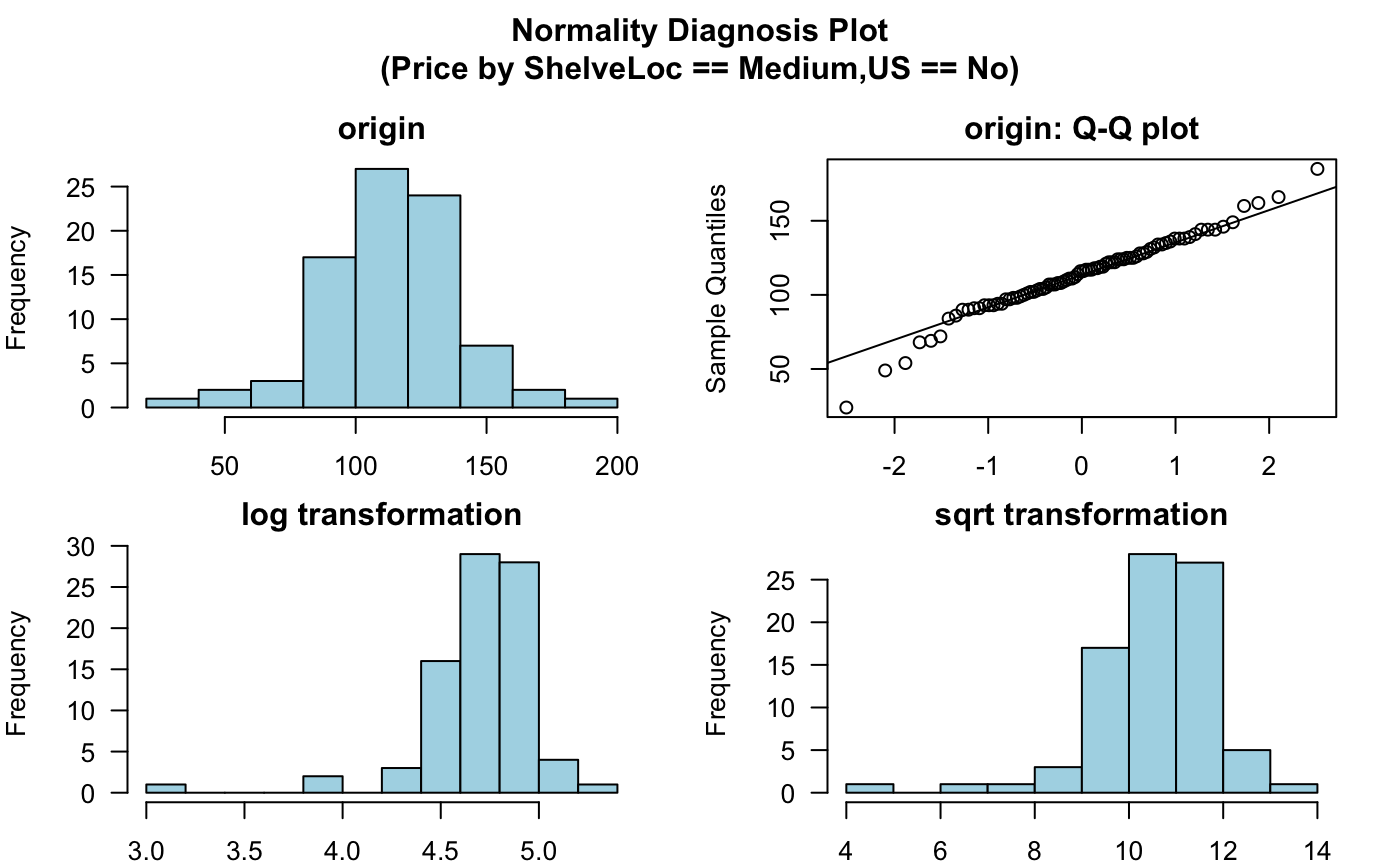 Normality Diagnosis Plot
(Price by ShelveLoc == Medium,US == No)
origin
Frequency
25
20
15
10
5
0
50 100 150 200
origin: Q-Q plot
Sample Quantiles
150
100
50
-2 -1 0 1 2
log transformation
Frequency
30
25
20
15
10
5
0
3.0 3.5 4.0 4.5 5.0
sqrt transformation
Frequency
25
20
15
10
5
0
4 6 8 10 12 14